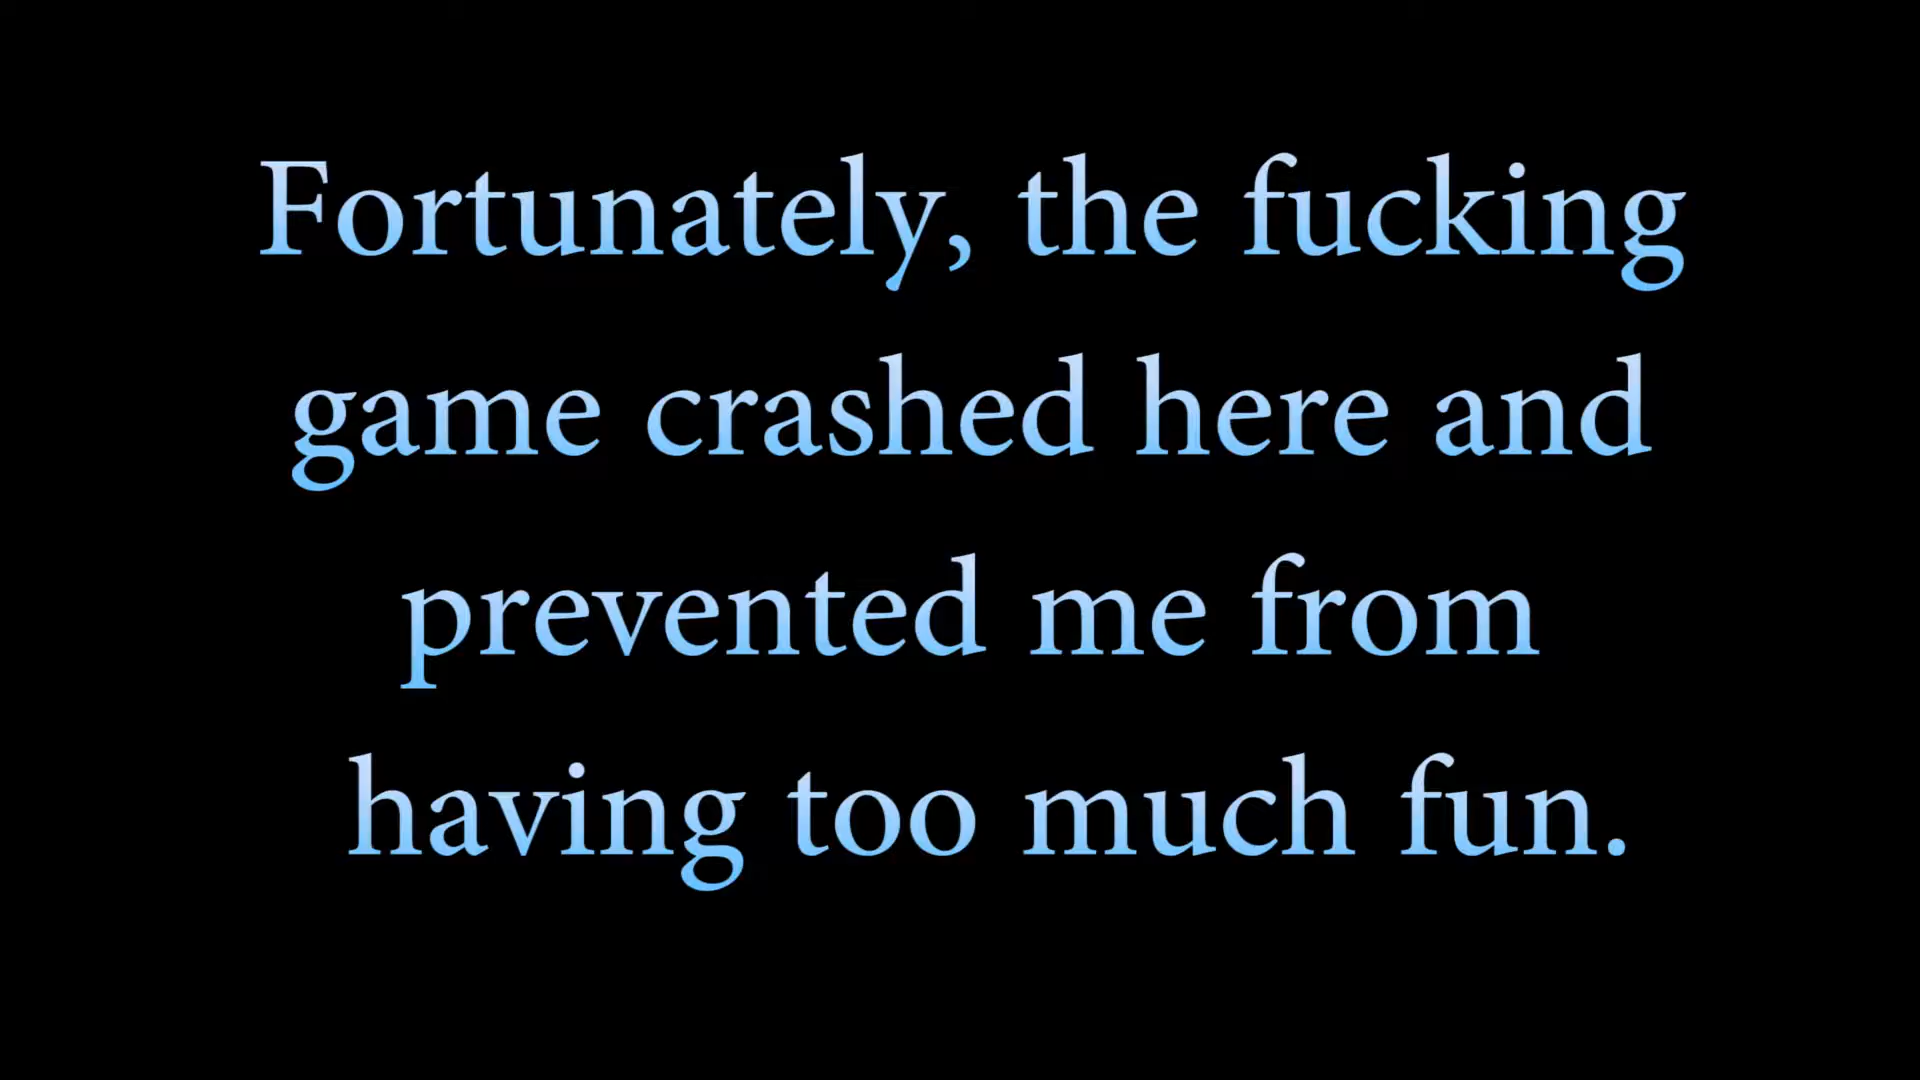 Fortunately, the fucking
game crashed here and
prevented me from
having too much fun.